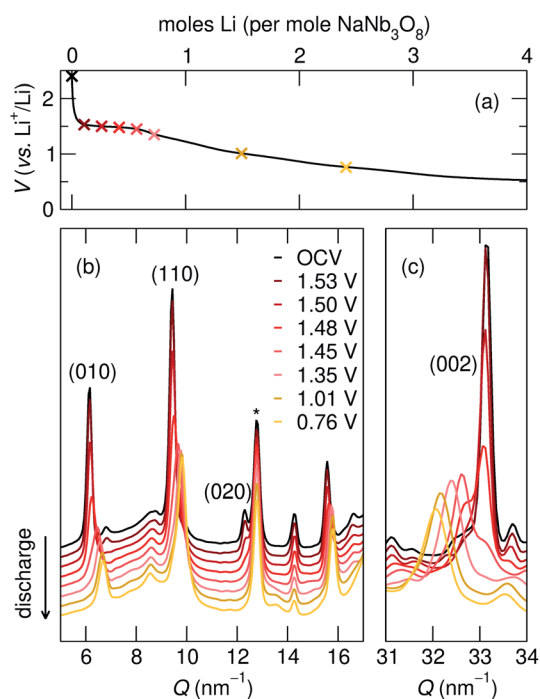 moles Li (per mole NaNb₃O₈)
0 1 2 3 4
V (vs. Li⁺/Li)
2
1
0
(a)
(b)
(c)
(010)
(110)
(020)
*
(002)
OCV
1.53 V
1.50 V
1.48 V
1.45 V
1.35 V
1.01 V
0.76 V
discharge
6 8 10 12 14 16
31 32 33 34
Q (nm⁻¹)
Q (nm⁻¹)